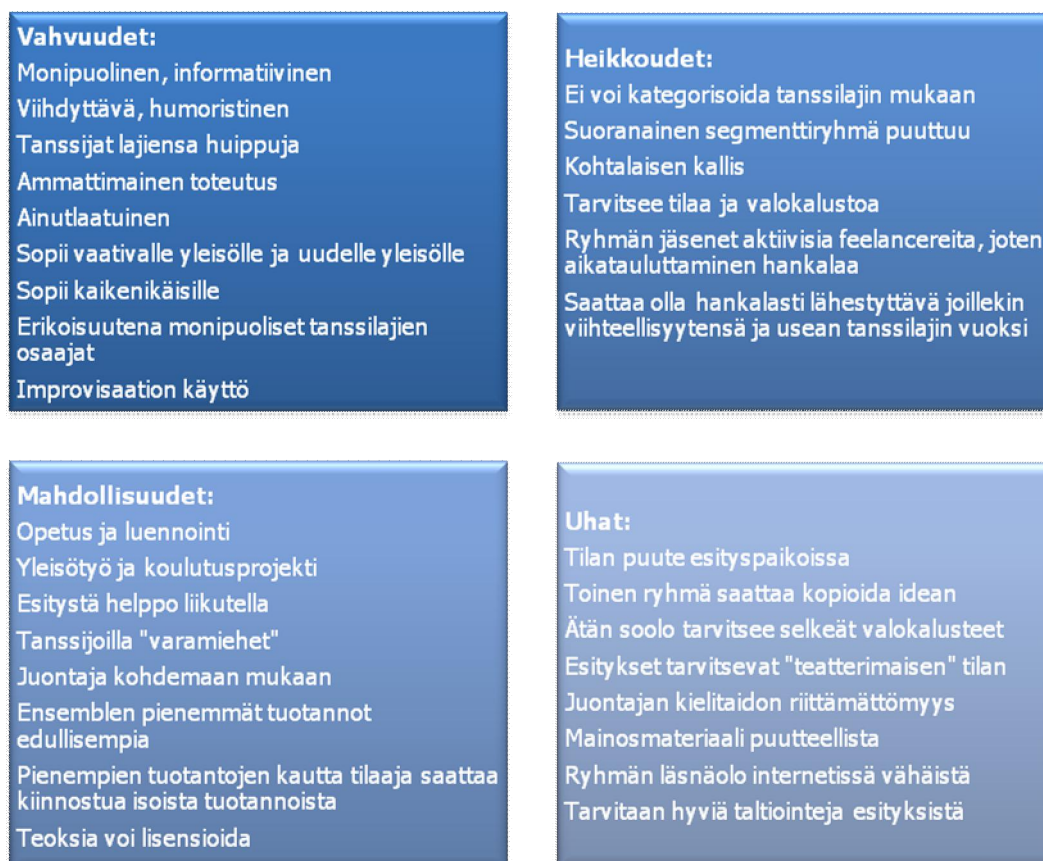 Vahvuudet:
Monipuolinen, informatiivinen
Viihdyttävä, humoristinen
Tanssijat lajiensa huippuja
Ammattimainen toteutus
Ainutlaatuinen
Sopii vaativalle yleisölle ja uudelle yleisölle
Sopii kaikenikäisille
Erikoisuutena monipuoliset tanssilajien
osaajat
Improvisaation käyttö
Heikkoudet:
Ei voi kategorisoida tanssilajin mukaan
Suoranainen segmenttiryhmä puuttuu
Kohtalaisen kallis
Tarvitsee tilaa ja valokalustoa
Ryhmän jäsenet aktiivisia feelancereita, joten
aikatauluttaminen hankalaa
Saattaa olla hankalasti lähestyttävä joillekin
viihteellisyytensä ja usean tanssilajin vuoksi
Mahdollisuudet:
Opetus ja luennointi
Yleisötyö ja koulutusprojekti
Esitystä helppo liikutella
Tanssijoilla "varamiehet"
Juontaja kohdemaan mukaan
Ensemblen pienemmät tuotannot
edullisempia
Pienempien tuotantojen kautta tilaaja saattaa
kiinnostua isoista tuotannoista
Teoksia voi lisensioida
Uhat:
Tilan puute esityspaikoissa
Toinen ryhmä saattaa kopioida idean
Ätän soolo tarvitsee selkeät valokalusteet
Esitykset tarvitsevat "teatterimaisen" tilan
Juontajan kielitaidon riittämättömyys
Mainosmateriaali puutteellista
Ryhmän läsnäolo internetissä vähäistä
Tarvitaan hyviä taltiointeja esityksistä